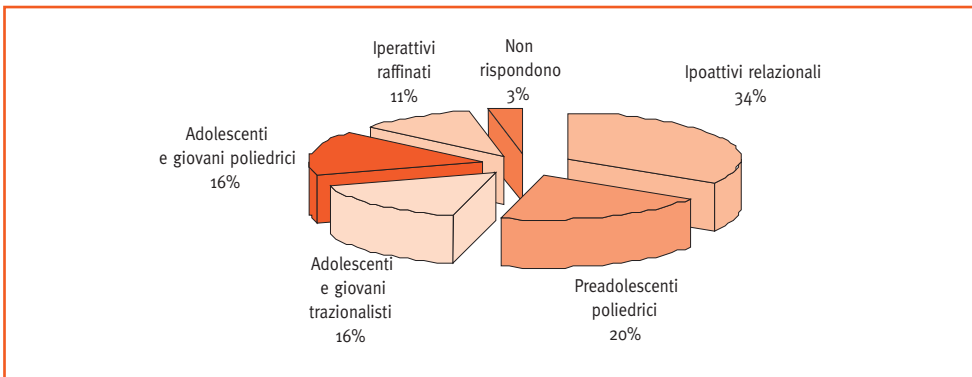 Iperattivi
raffinati
11%
Non
rispondono
3%
Ipoattivi relazionali
34%
Adolescenti
e giovani poliedrici
16%
Adolescenti
e giovani
trazionalisti
16%
Preadolescenti
poliedrici
20%